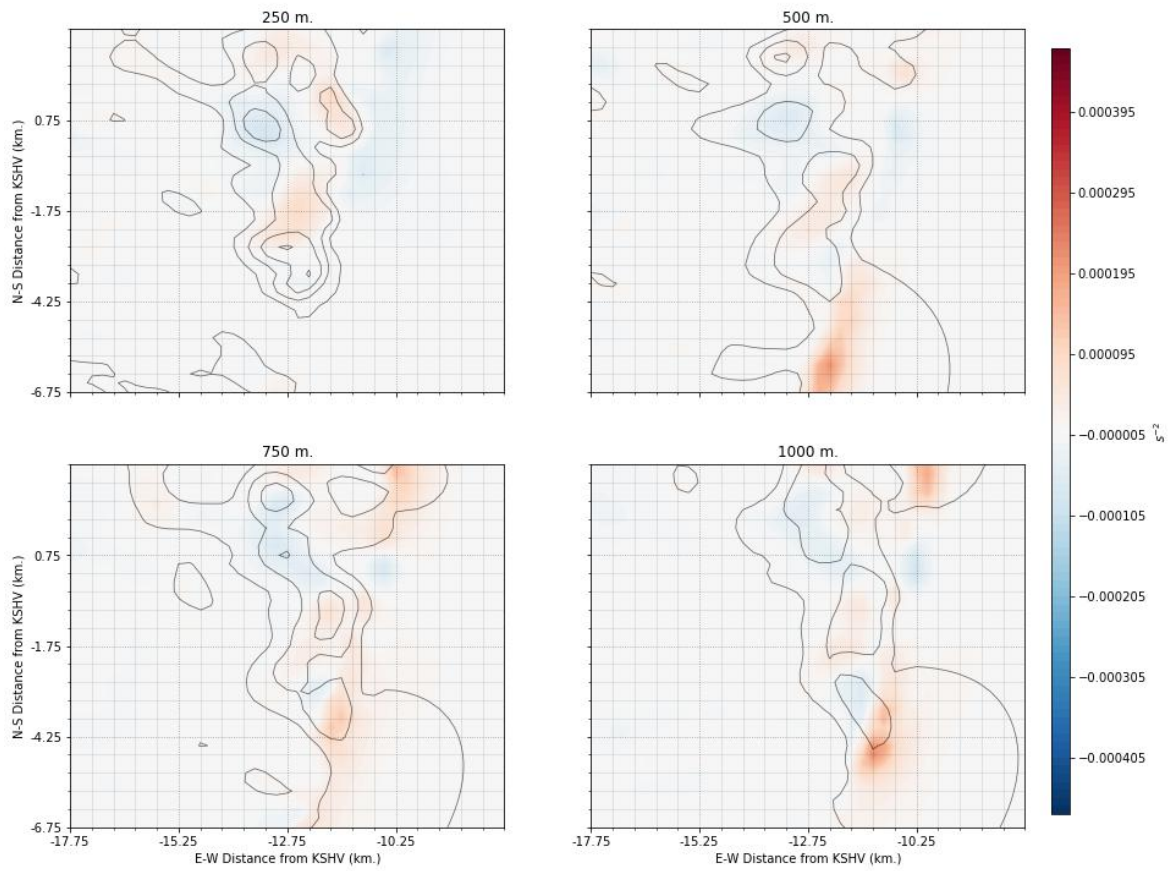 250 m.
500 m.
0.75
-1.75
-4.25
-6.75
N-S Distance from KSHV (km.)
750 m.
1000 m.
0.75
-1.75
-4.25
-6.75
N-S Distance from KSHV (km.)
-17.75
-15.25
-12.75
-10.25
E-W Distance from KSHV (km.)
-17.75
-15.25
-12.75
-10.25
E-W Distance from KSHV (km.)
0.000395
0.000295
0.000195
0.000095
−0.000005
−0.000105
−0.000205
−0.000305
−0.000405
s⁻²